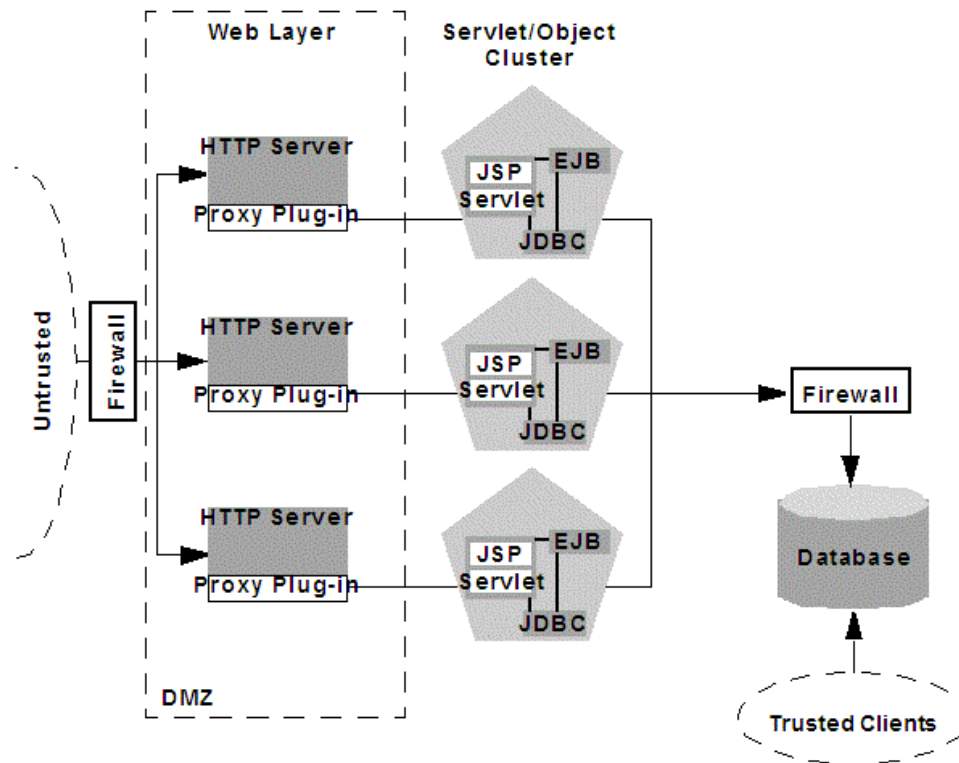 Web Layer
Servlet/Object
Cluster
HTTP Server
Proxy Plug-in
JSP
Servlet
EJB
JDBC
Untrusted
Firewall
HTTP Server
Proxy Plug-in
JSP
Servlet
EJB
JDBC
Firewall
Database
HTTP Server
Proxy Plug-in
JSP
Servlet
EJB
JDBC
DMZ
Trusted Clients